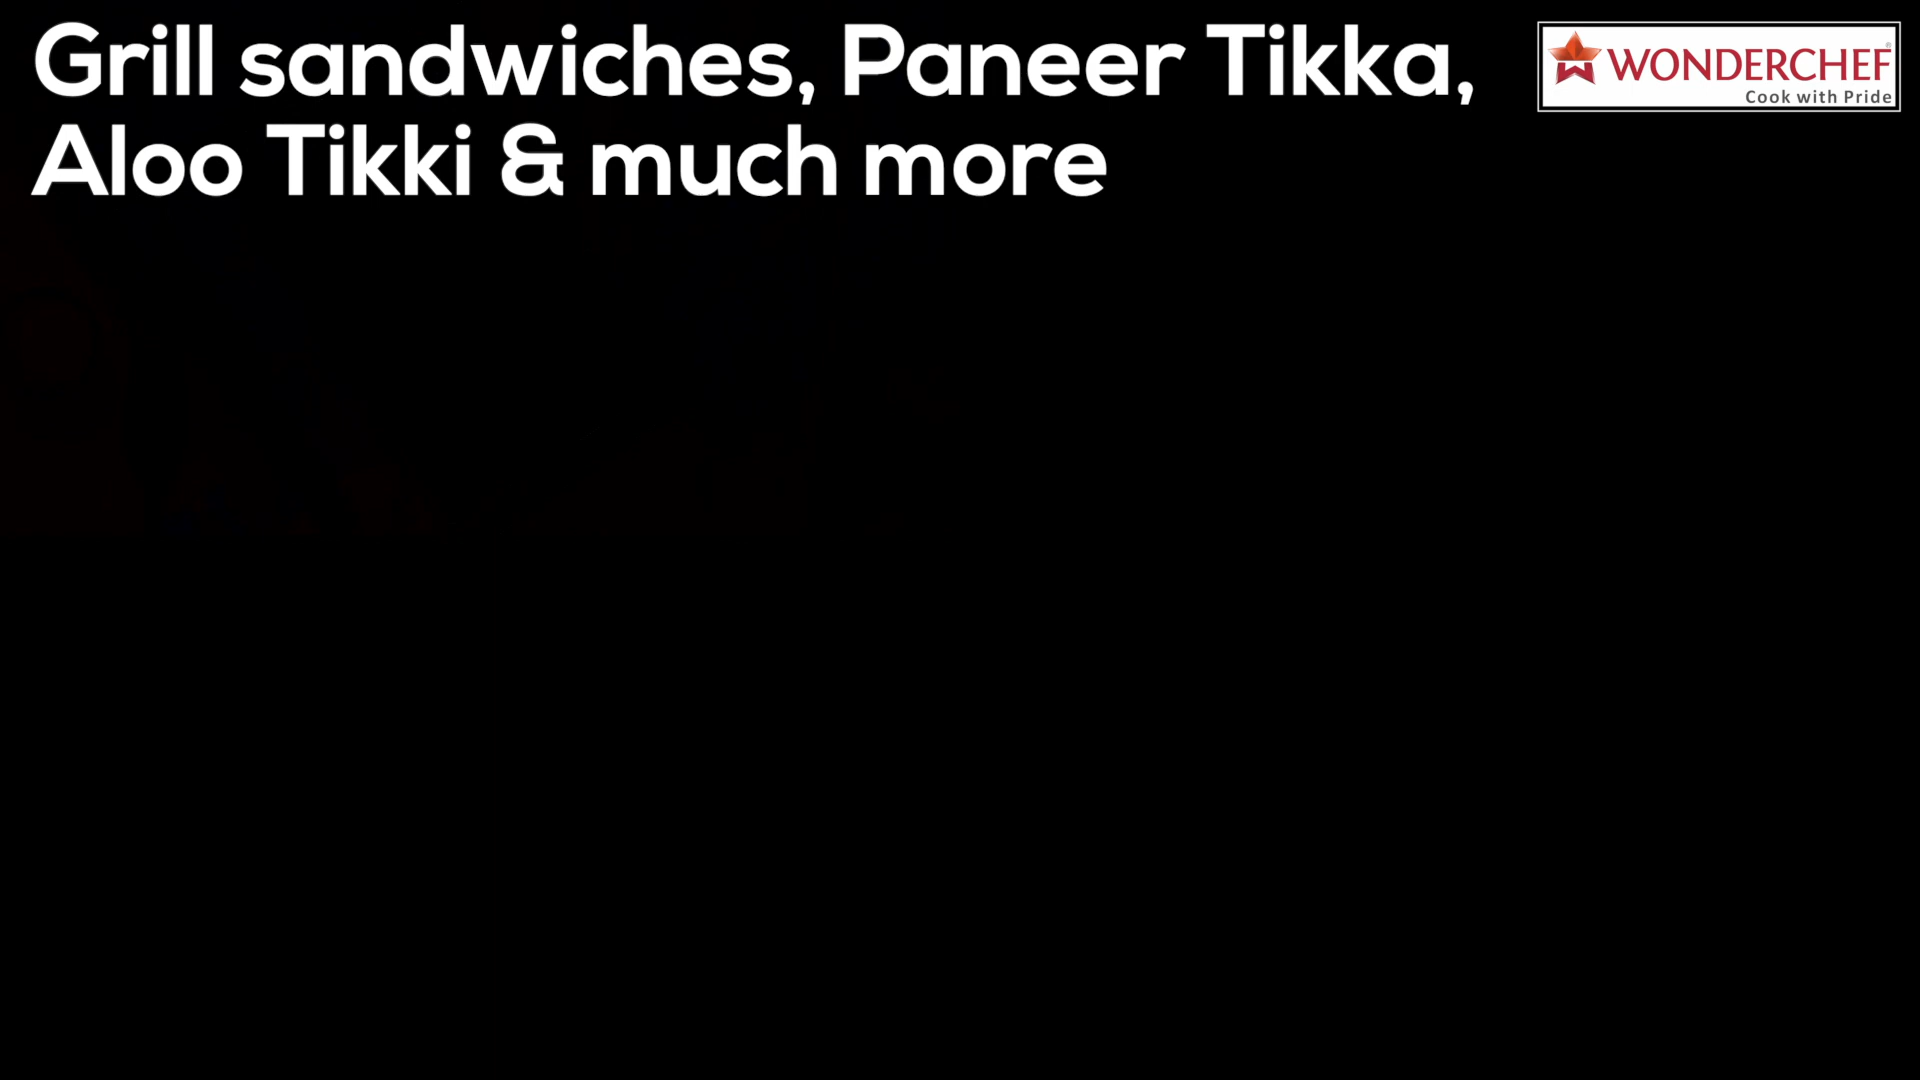 Grill sandwiches, Paneer Tikka,
Aloo Tikki & much more
WONDERCHEF®
Cook with Pride